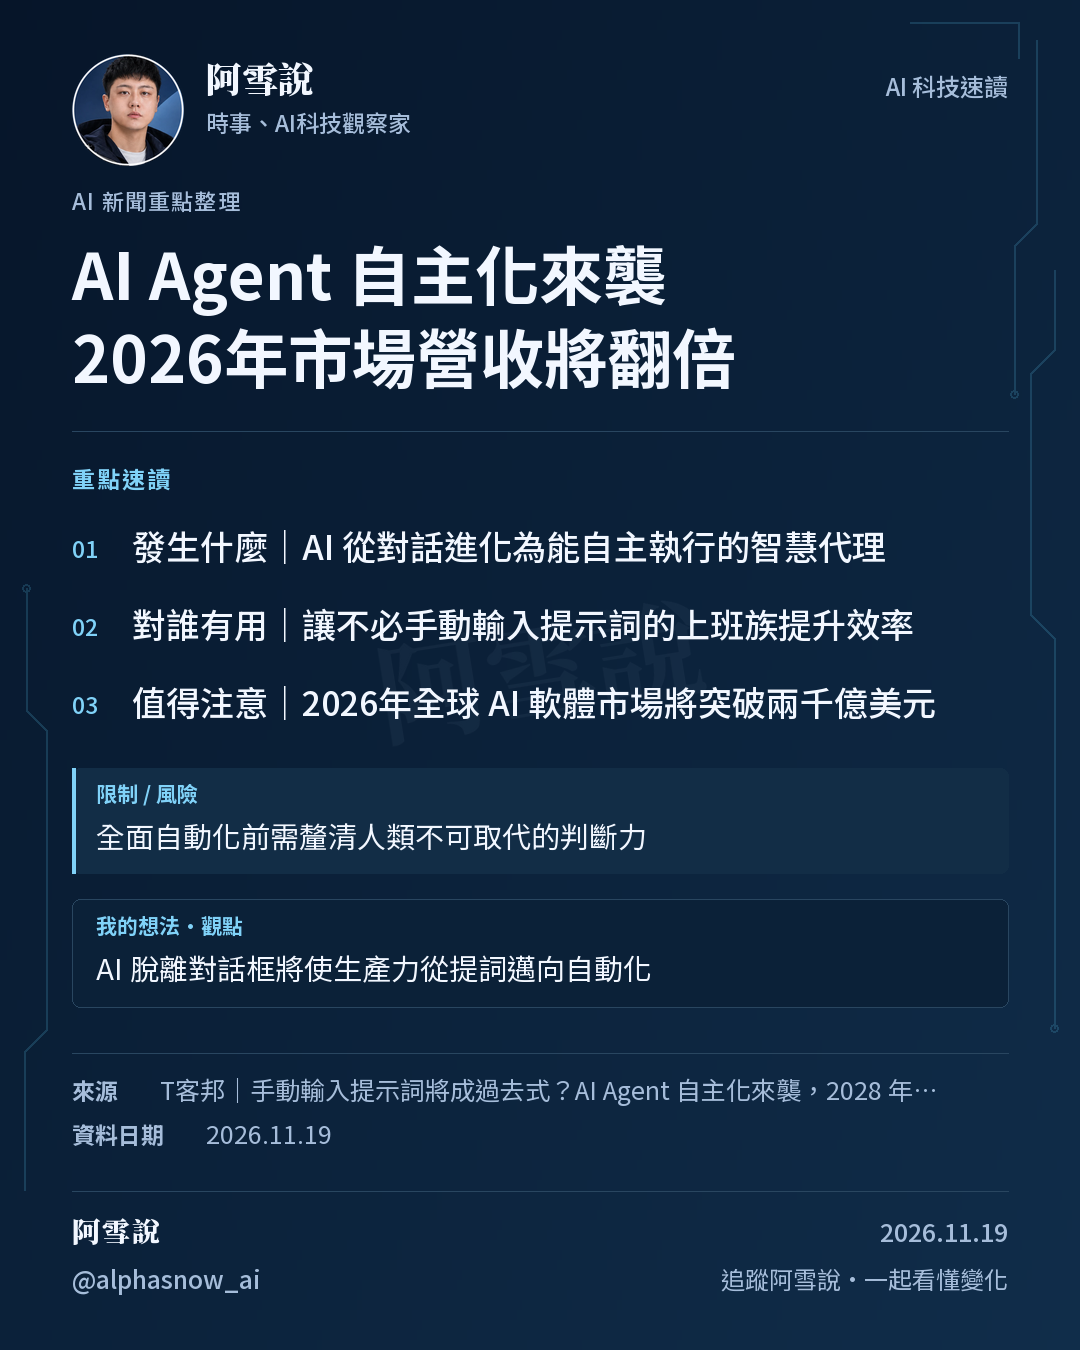 阿雪說
時事、AI科技觀察家
AI 科技速讀
AI 新聞重點整理
AI Agent 自主化來襲
2026年市場營收將翻倍
重點速讀
01 發生什麼｜AI 從對話進化為能自主執行的智慧代理
02 對誰有用｜讓不必手動輸入提示詞的上班族提升效率
03 值得注意｜2026年全球 AI 軟體市場將突破兩千億美元
阿雪說
限制 / 風險
全面自動化前需釐清人類不可取代的判斷力
我的想法・觀點
AI 脫離對話框將使生產力從提詞邁向自動化
來源 T客邦｜手動輸入提示詞將成過去式？AI Agent 自主化來襲，2028 年…
資料日期 2026.11.19
阿雪說
2026.11.19
@alphasnow_ai
追蹤阿雪說・一起看懂變化